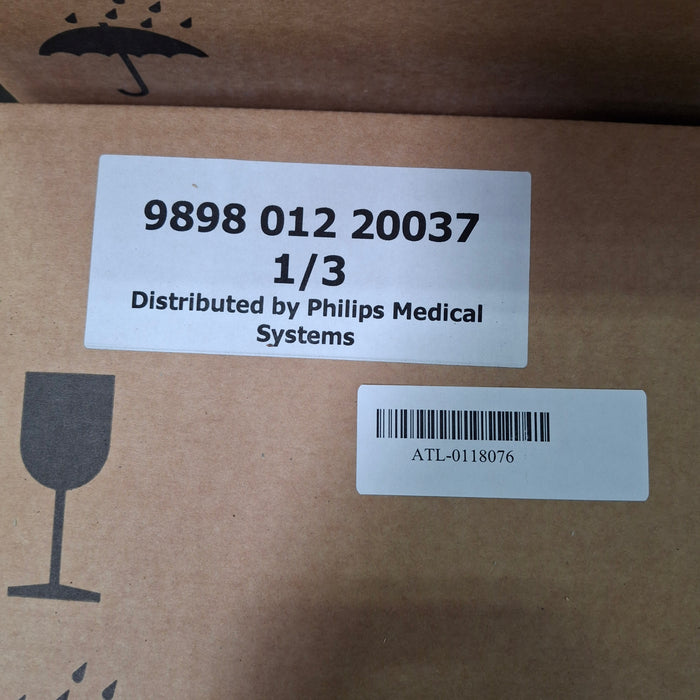 9898 012 20037
1/3
Distributed by Philips Medical
Systems
ATL-0118076